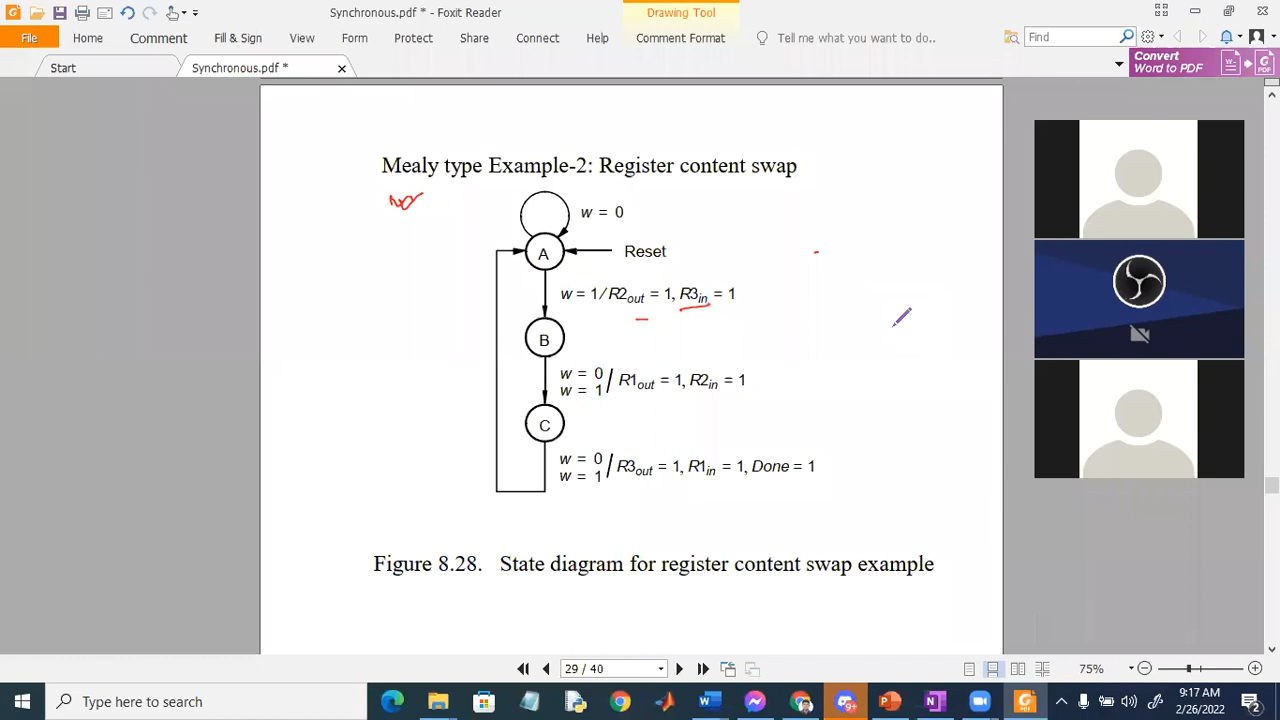 Synchronous.pdf * - Foxit Reader
Drawing Tool
File
Home
Comment
Fill & Sign
View
Form
Protect
Share
Connect
Help
Comment Format
Tell me what you want to do..
Find
Start
Synchronous.pdf *
Convert
Word to PDF
Mealy type Example-2: Register content swap
w = 0
A
Reset
w = 1/R2out = 1, R3in = 1
B
w = 0
w = 1
/ R1out = 1, R2in = 1
C
w = 0
w = 1
/ R3out = 1, R1in = 1, Done = 1
Figure 8.28. State diagram for register content swap example
29 / 40
75%
Type here to search
9+
9:17 AM
2/26/2022
2